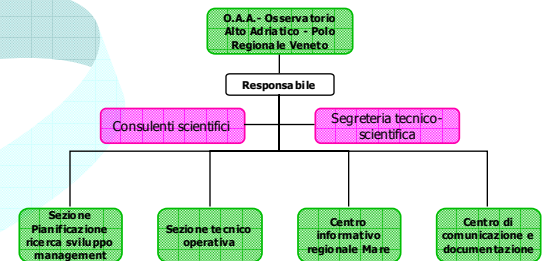 O.A.A.- Osservatorio
Alto Adriatico - Polo
Regionale Veneto
Responsabile
Consulenti scientifici
Segreteria tecnico-
scientifica
Sezione
Pianificazione
ricerca sviluppo
management
Sezione tecnico
operativa
Centro
informativo
regionale Mare
Centro di
comunicazione e
documentazione